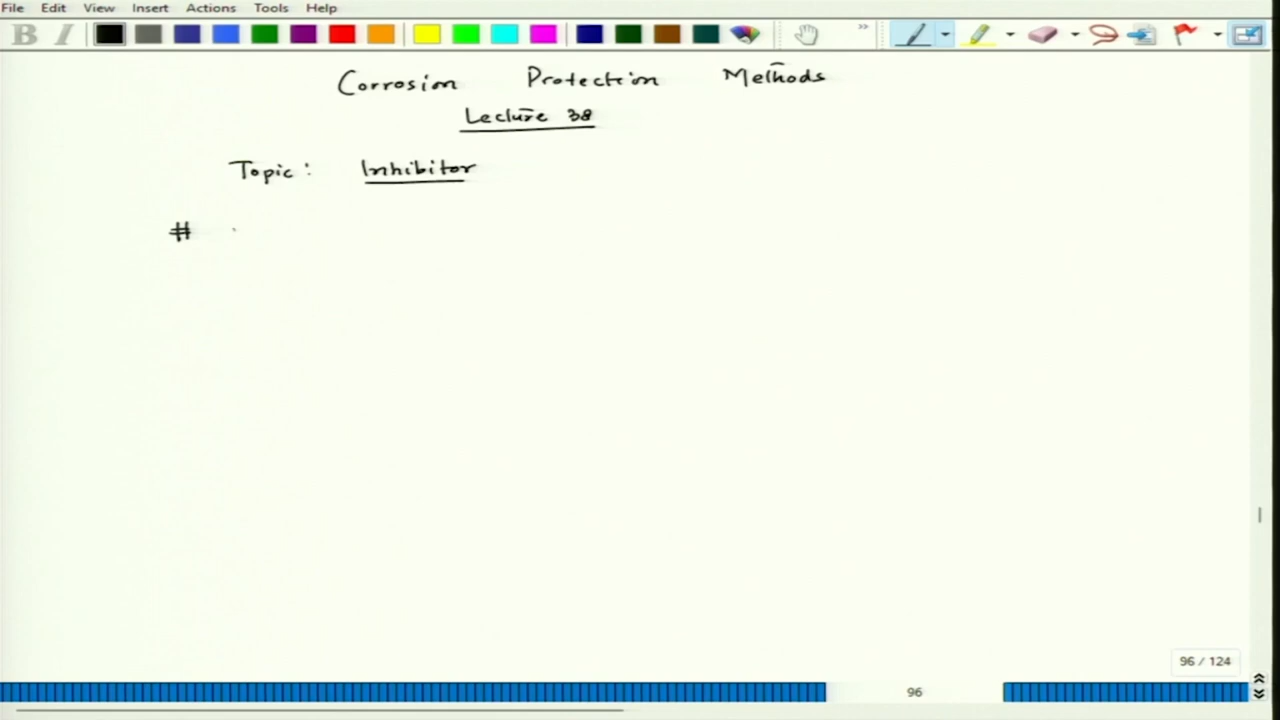 File Edit View Insert Actions Tools Help
B I
Corrosion Protection Methods
Lecture 38
Topic: Inhibitor
#
96 / 124
96